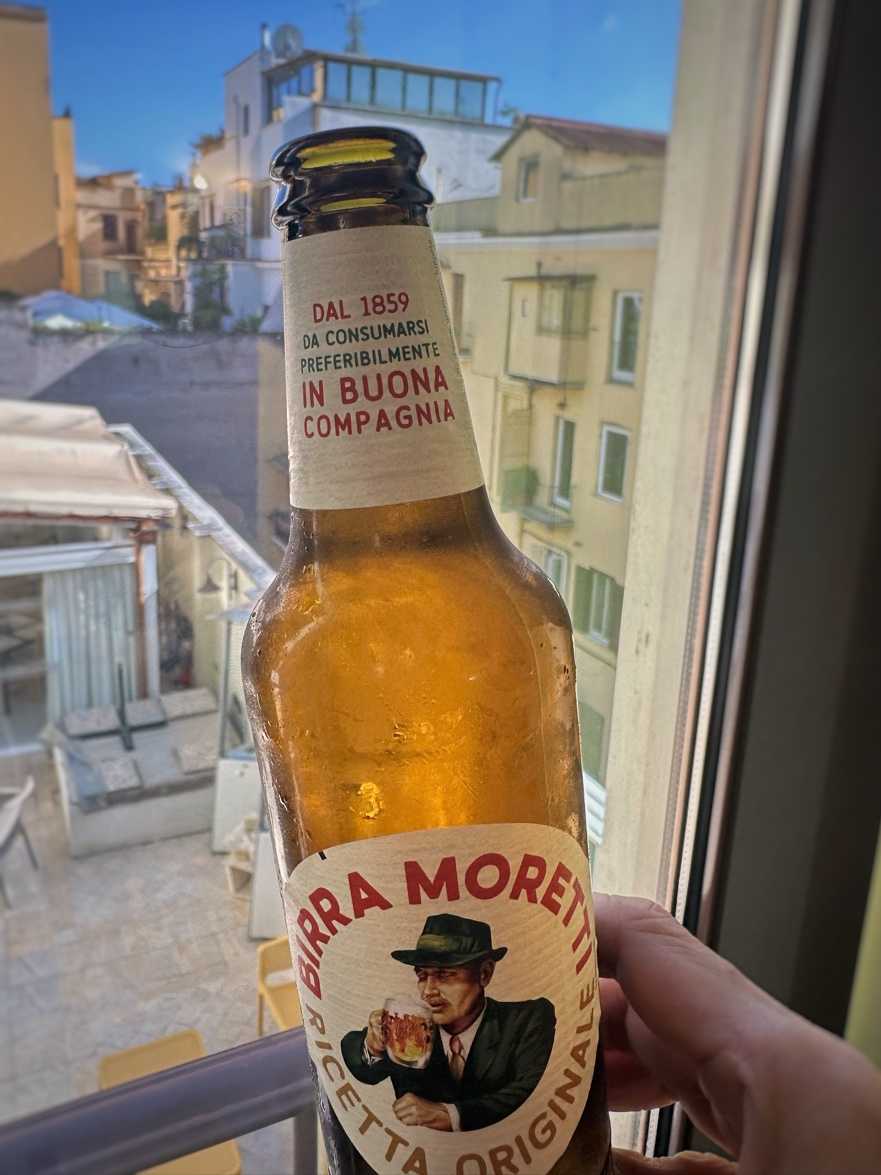 DAL 1859
DA CONSUMARSI
PREFERIBILMENTE
IN BUONA
COMPAGNIA
BIRRA MORETTI
RICETTA ORIGINALE